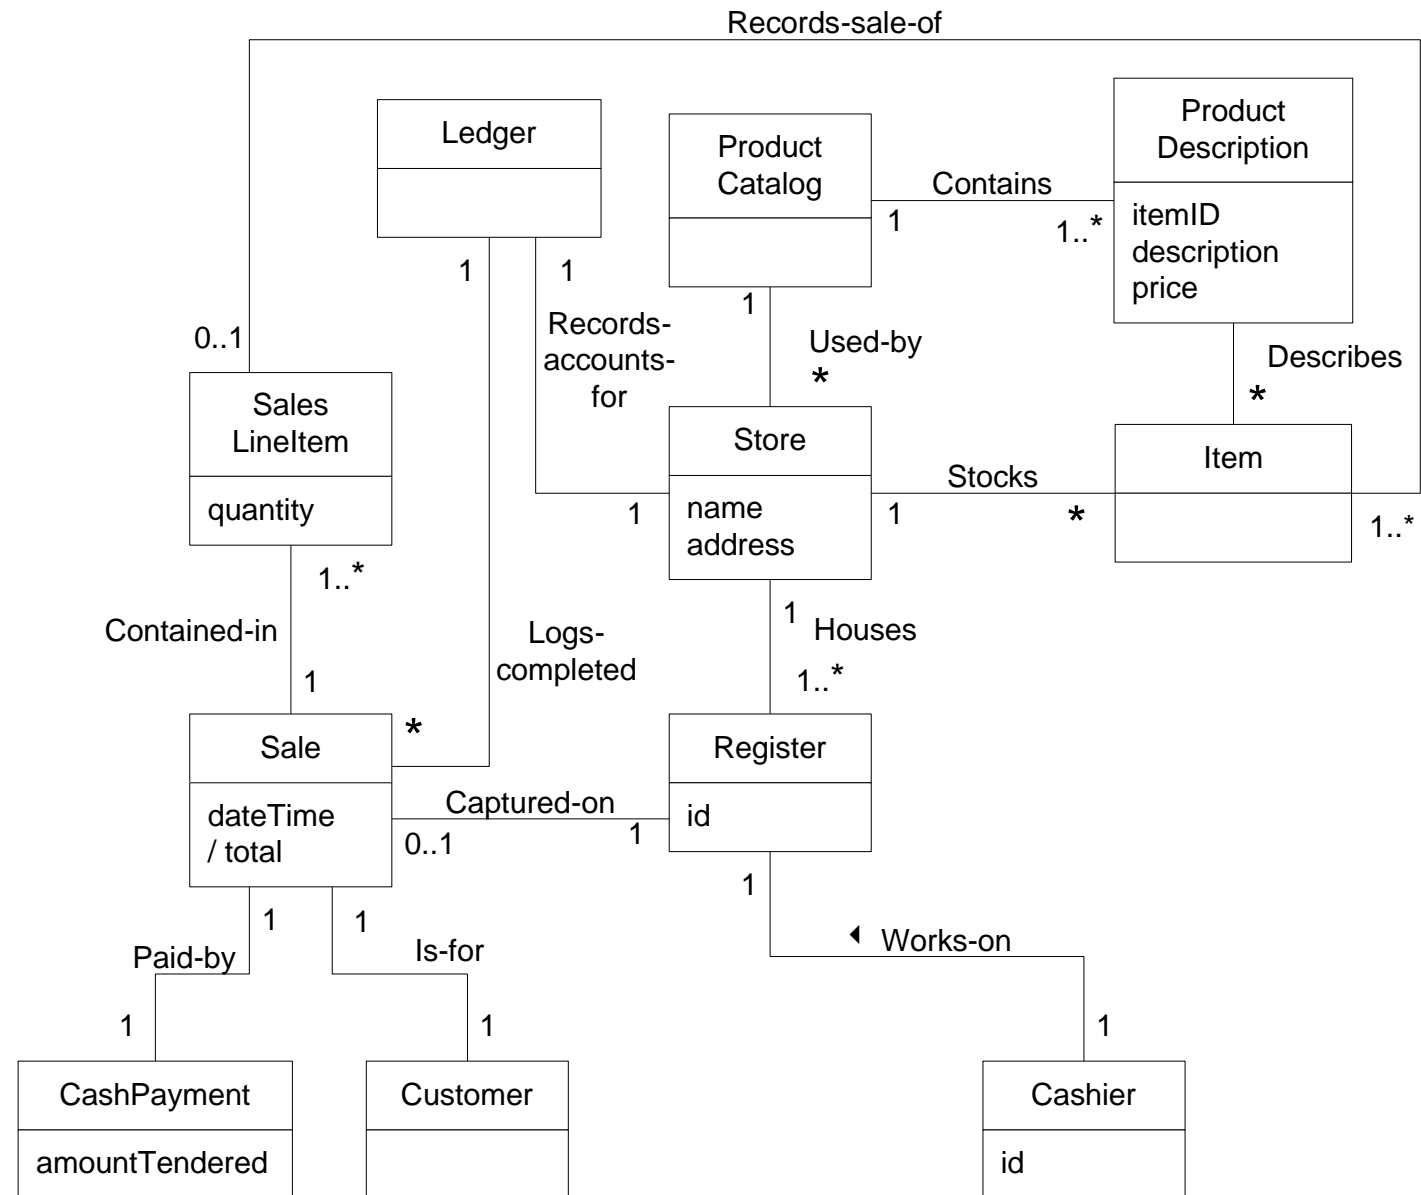 Records-sale-of
Ledger
Product
Catalog
Product
Description
Contains
1
1..*
itemID
description
price
1
1
1
Records-
accounts-
for
Used-by
*
Describes
*
0..1
Sales
LineItem
quantity
Store
name
address
Stocks
1
1
*
Item
1..*
1..*
Contained-in
1
Logs-
completed
*
1
Houses
1..*
Sale
dateTime
/ total
Captured-on
0..1
1
Register
id
1
1
1
Paid-by
Is-for
Works-on
1
1
1
CashPayment
amountTendered
Customer
Cashier
id